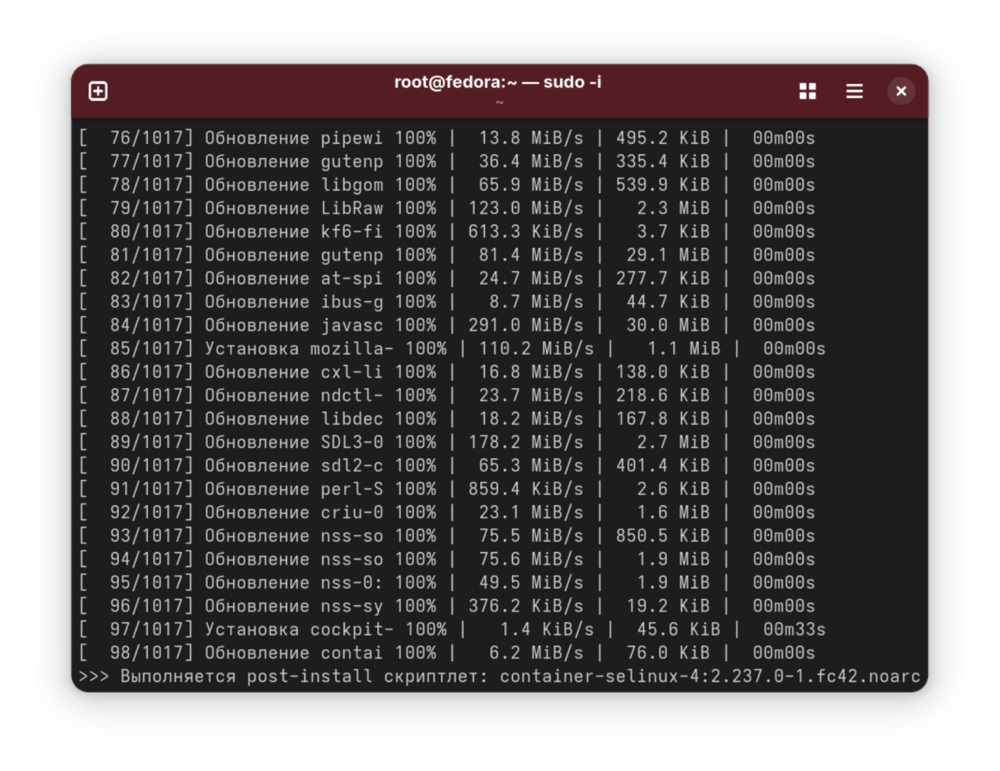 root@fedora:~ — sudo -i
~
[  76/1017] Обновление pipewi 100% |  13.8 MiB/s | 495.2 KiB |  00m00s
[  77/1017] Обновление gutenp 100% |  36.4 MiB/s | 335.4 KiB |  00m00s
[  78/1017] Обновление libgom 100% |  65.9 MiB/s | 539.9 KiB |  00m00s
[  79/1017] Обновление LibRaw 100% | 123.0 MiB/s |   2.3 MiB |  00m00s
[  80/1017] Обновление kf6-fi 100% | 613.3 KiB/s |   3.7 KiB |  00m00s
[  81/1017] Обновление gutenp 100% |  81.4 MiB/s |  29.1 MiB |  00m00s
[  82/1017] Обновление at-spi 100% |  24.7 MiB/s | 277.7 KiB |  00m00s
[  83/1017] Обновление ibus-g 100% |   8.7 MiB/s |  44.7 KiB |  00m00s
[  84/1017] Обновление javasc 100% | 291.0 MiB/s |  30.0 MiB |  00m00s
[  85/1017] Установка mozilla- 100% | 110.2 MiB/s |   1.1 MiB |  00m00s
[  86/1017] Обновление cxl-li 100% |  16.8 MiB/s | 138.0 KiB |  00m00s
[  87/1017] Обновление ndctl- 100% |  23.7 MiB/s | 218.6 KiB |  00m00s
[  88/1017] Обновление libdec 100% |  18.2 MiB/s | 167.8 KiB |  00m00s
[  89/1017] Обновление SDL3-0 100% | 178.2 MiB/s |   2.7 MiB |  00m00s
[  90/1017] Обновление sdl2-c 100% |  65.3 MiB/s | 401.4 KiB |  00m00s
[  91/1017] Обновление perl-S 100% | 859.4 KiB/s |   2.6 KiB |  00m00s
[  92/1017] Обновление criu-0 100% |  23.1 MiB/s |   1.6 MiB |  00m00s
[  93/1017] Обновление nss-so 100% |  75.5 MiB/s | 850.5 KiB |  00m00s
[  94/1017] Обновление nss-so 100% |  75.6 MiB/s |   1.9 MiB |  00m00s
[  95/1017] Обновление nss-0: 100% |  49.5 MiB/s |   1.9 MiB |  00m00s
[  96/1017] Обновление nss-sy 100% | 376.2 KiB/s |  19.2 KiB |  00m00s
[  97/1017] Установка cockpit- 100% |   1.4 KiB/s |  45.6 KiB |  00m33s
[  98/1017] Обновление contai 100% |   6.2 MiB/s |  76.0 KiB |  00m00s
>>> Выполняется post-install скриптлет: container-selinux-4:2.237.0-1.fc42.noarc